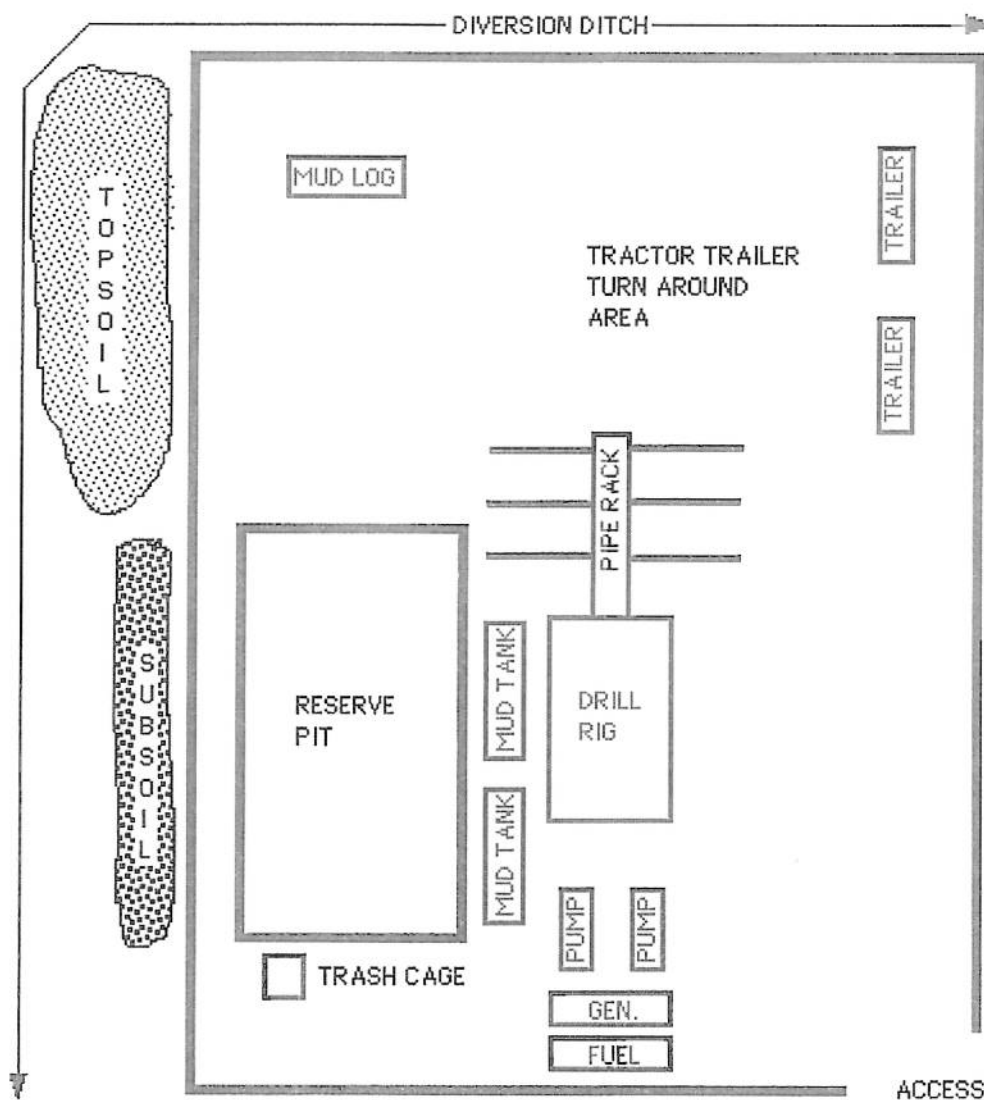 DIVERSION DITCH
TOPSOIL
MUD LOG
TRAILER
TRACTOR TRAILER
TURN AROUND
AREA
TRAILER
PIPE RACK
SUBSOIL
RESERVE
PIT
MUD TANK
DRILL
RIG
MUD TANK
PUMP
PUMP
TRASH CAGE
GEN.
FUEL
ACCESS